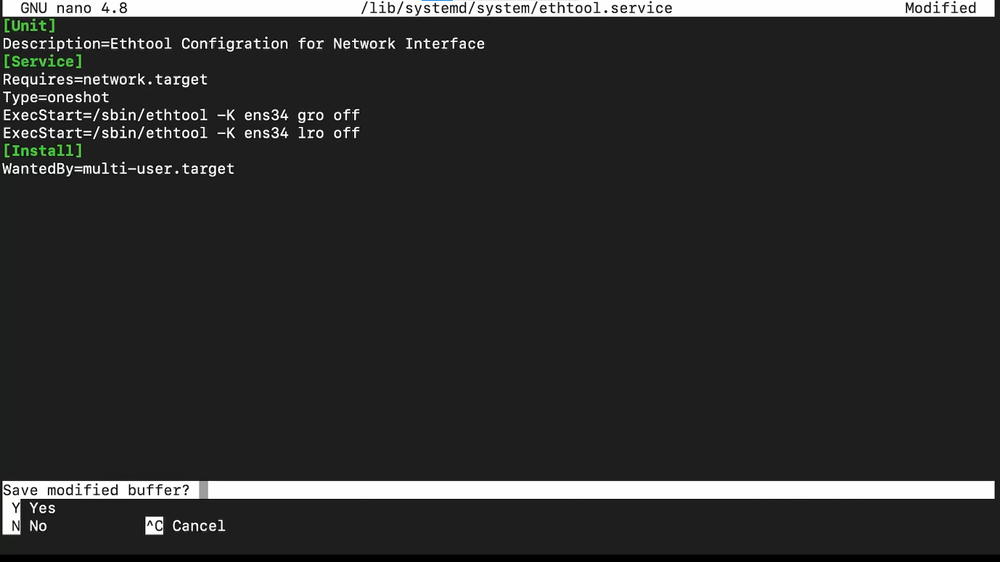 GNU nano 4.8 /lib/systemd/system/ethtool.service Modified
[Unit]
Description=Ethtool Configration for Network Interface
[Service]
Requires=network.target
Type=oneshot
ExecStart=/sbin/ethtool -K ens34 gro off
ExecStart=/sbin/ethtool -K ens34 lro off
[Install]
WantedBy=multi-user.target
Save modified buffer?
Y Yes
N No ^C Cancel